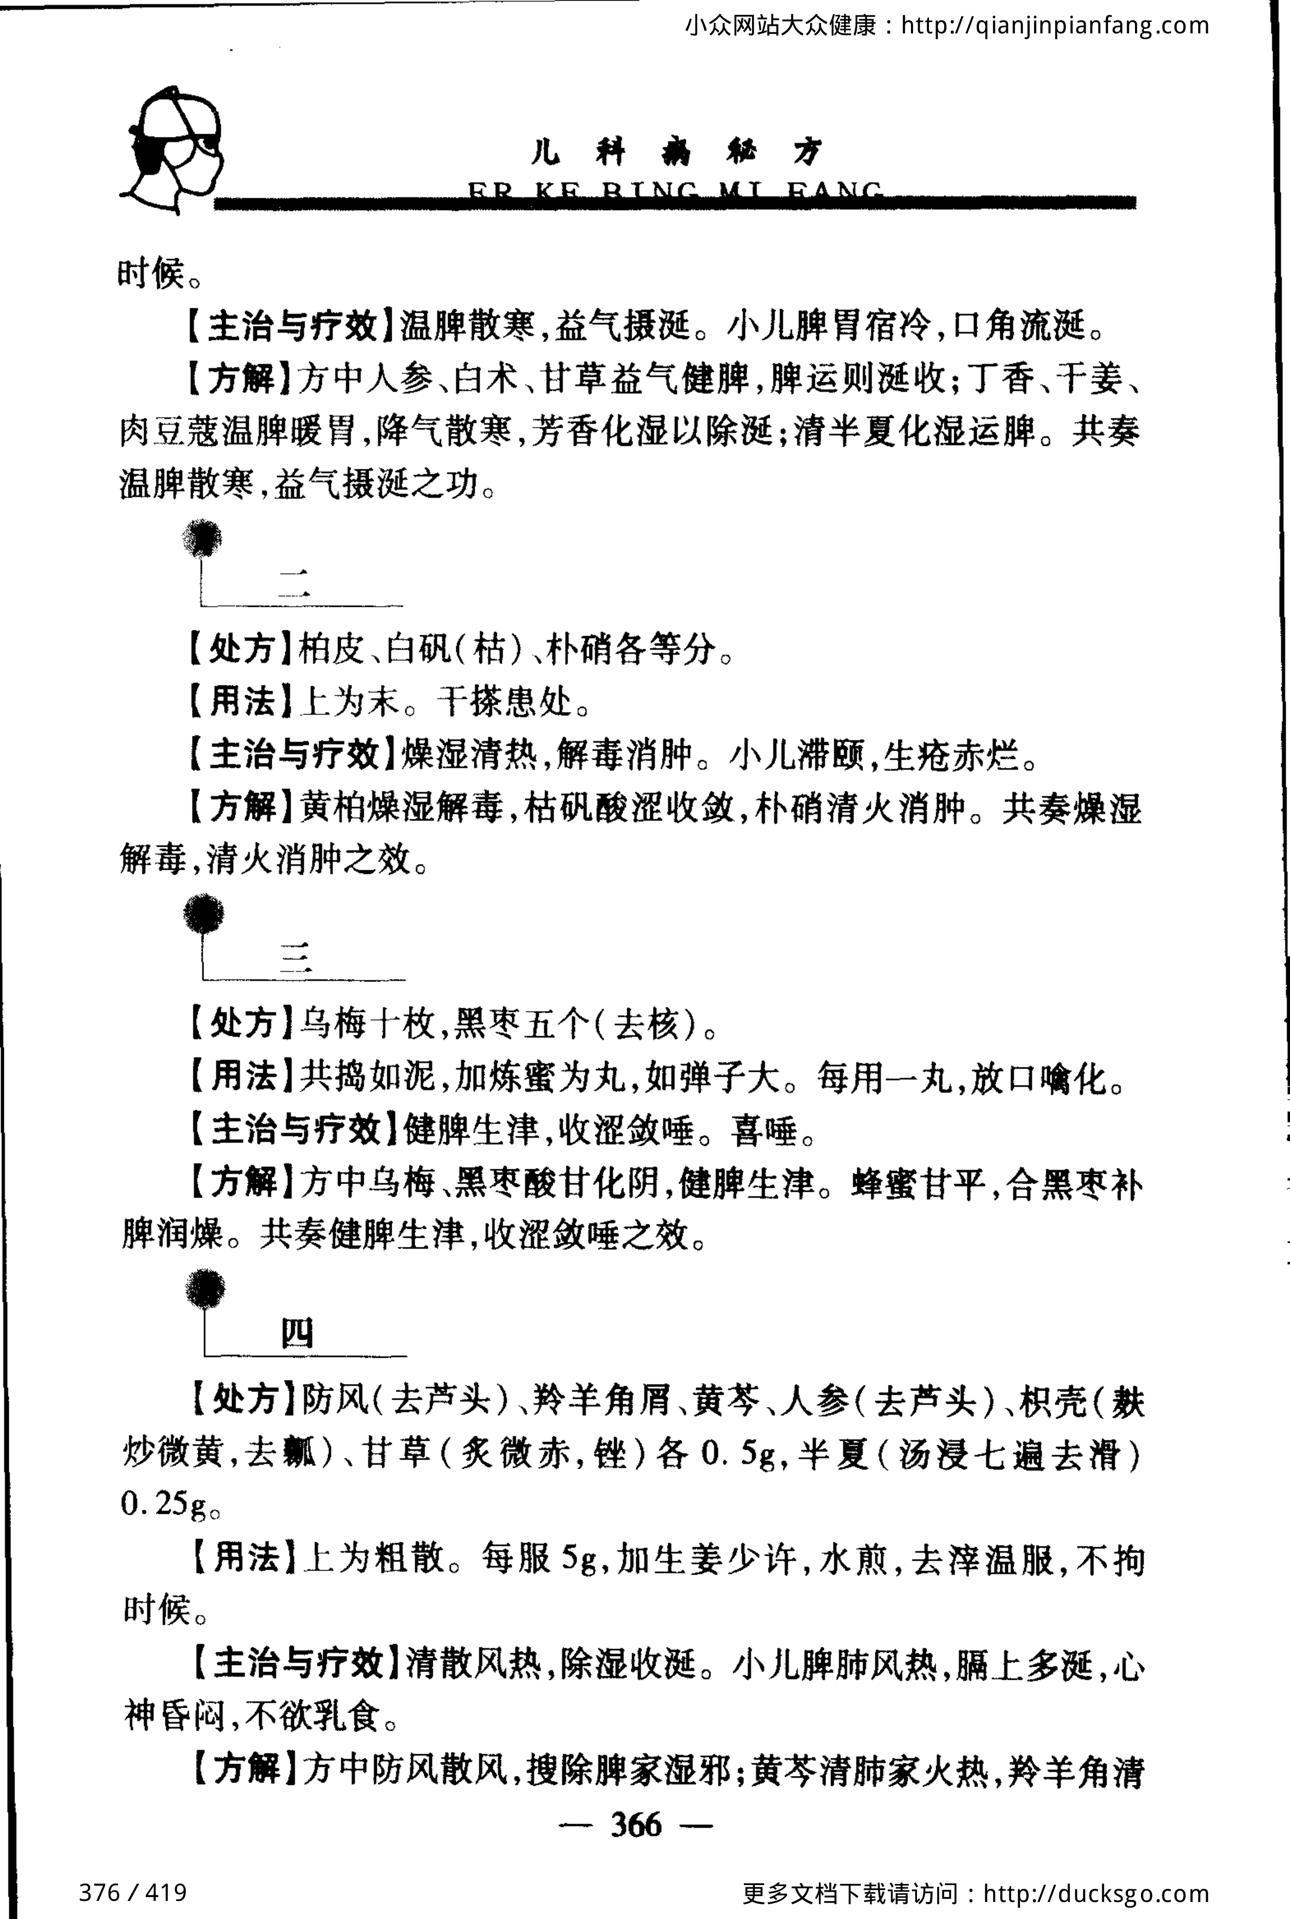 小众网站大众健康：http://qianjinpianfang.com
儿科病秘方
ER KE BING MI FANG
时候。
【主治与疗效】温脾散寒,益气摄涎。小儿脾胃宿冷,口角流涎。
【方解】方中人参、白术、甘草益气健脾,脾运则涎收;丁香、干姜、
肉豆蔻温脾暖胃,降气散寒,芳香化湿以除涎;清半夏化湿运脾。共奏
温脾散寒,益气摄涎之功。
二
【处方】柏皮、白矾(枯)、朴硝各等分。
【用法】上为末。干搽患处。
【主治与疗效】燥湿清热,解毒消肿。小儿滞颐,生疮赤烂。
【方解】黄柏燥湿解毒,枯矾酸涩收敛,朴硝清火消肿。共奏燥湿
解毒,清火消肿之效。
三
【处方】乌梅十枚,黑枣五个(去核)。
【用法】共捣如泥,加炼蜜为丸,如弹子大。每用一丸,放口噙化。
【主治与疗效】健脾生津,收涩敛唾。喜唾。
【方解】方中乌梅、黑枣酸甘化阴,健脾生津。蜂蜜甘平,合黑枣补
脾润燥。共奏健脾生津,收涩敛唾之效。
四
【处方】防风(去芦头)、羚羊角屑、黄芩、人参(去芦头)、枳壳(麸
炒微黄,去瓤)、甘草(炙微赤,锉)各0.5g,半夏(汤浸七遍去滑)
0.25g。
【用法】上为粗散。每服5g,加生姜少许,水煎,去滓温服,不拘
时候。
【主治与疗效】清散风热,除湿收涎。小儿脾肺风热,膈上多涎,心
神昏闷,不欲乳食。
【方解】方中防风散风,搜除脾家湿邪;黄芩清肺家火热,羚羊角清
— 366 —
376 / 419
更多文档下载请访问：http://ducksgo.com